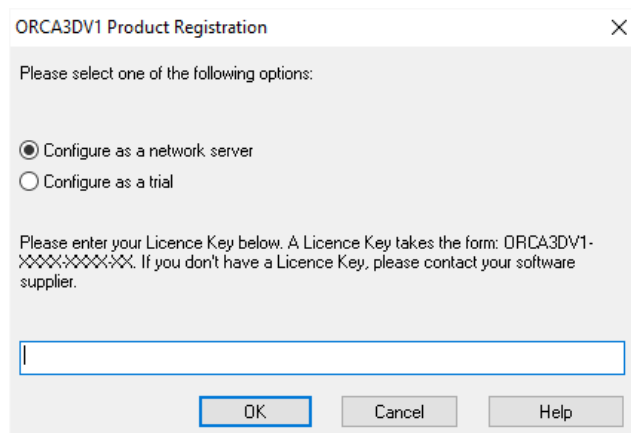 ORCA3DV1 Product Registration
Please select one of the following options:
Configure as a network server
Configure as a trial
Please enter your Licence Key below. A Licence Key takes the form: ORCA3DV1-
XXXX-XXXX-XX. If you don't have a Licence Key, please contact your software
supplier.
OK Cancel Help